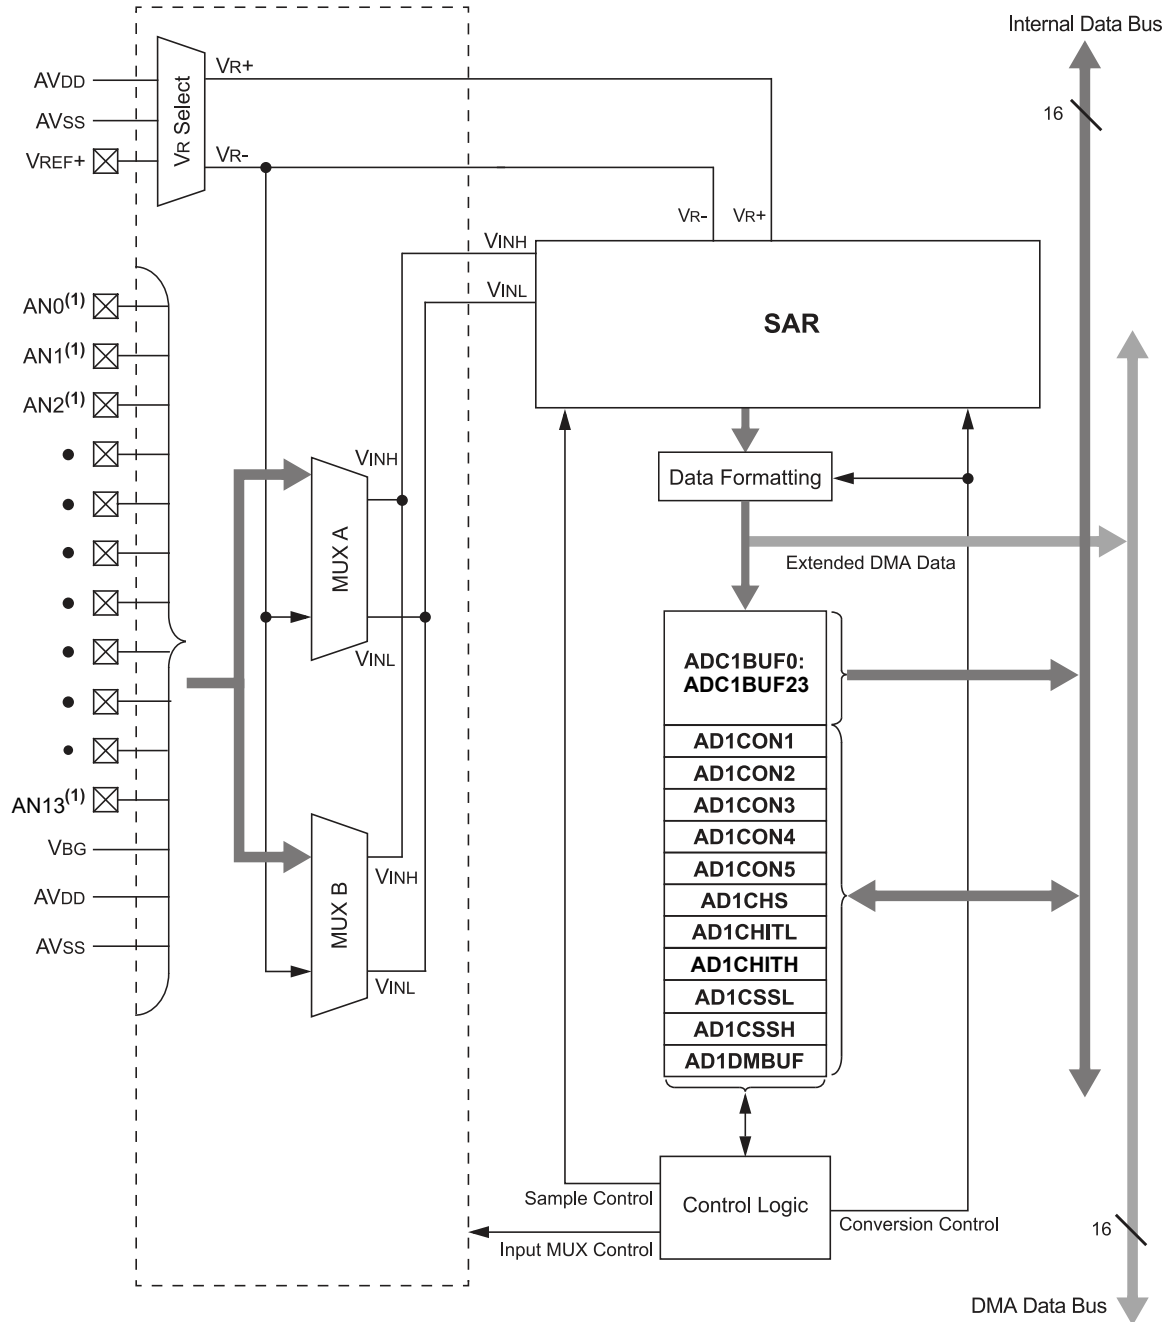 Internal Data Bus
AVDD
VR+
AVSS
VR Select
16
VREF+
VR-
VR- VR+
VINH
VINL
SAR
AN0(1)
AN1(1)
AN2(1)
VINH
MUX A
VINL
Data Formatting
Extended DMA Data
ADC1BUF0:
ADC1BUF23
AD1CON1
AD1CON2
AD1CON3
AD1CON4
AD1CON5
AD1CHS
AD1CHITL
AD1CHITH
AD1CSSL
AD1CSSH
AD1DMBUF
AN13(1)
VBG
AVDD
AVSS
VINH
MUX B
VINL
Sample Control
Control Logic
Conversion Control
Input MUX Control
16
DMA Data Bus